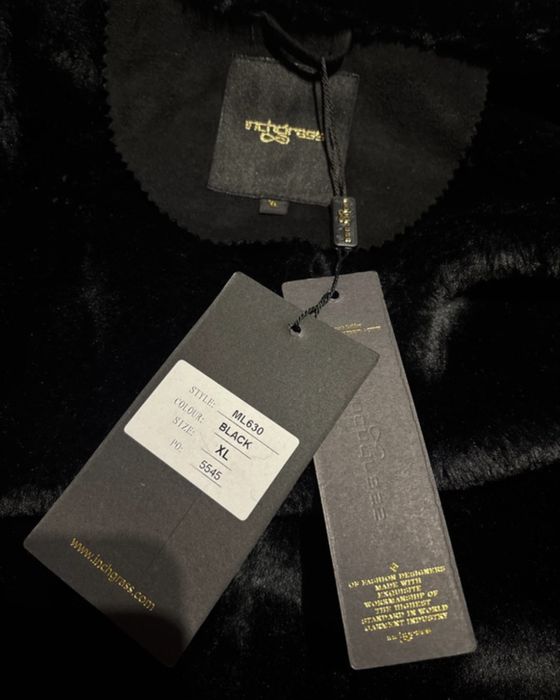 inchgrass
STYLE: ML630
COLOUR: BLACK
SIZE: XL
PO: 5545
www.inchgrass.com
OF FASHION DESIGNERS
MADE WITH
EXQUISITE
WORKMANSHIP OF
THE HIGHEST
STANDARD IN WORLD
GARMENT INDUSTRY